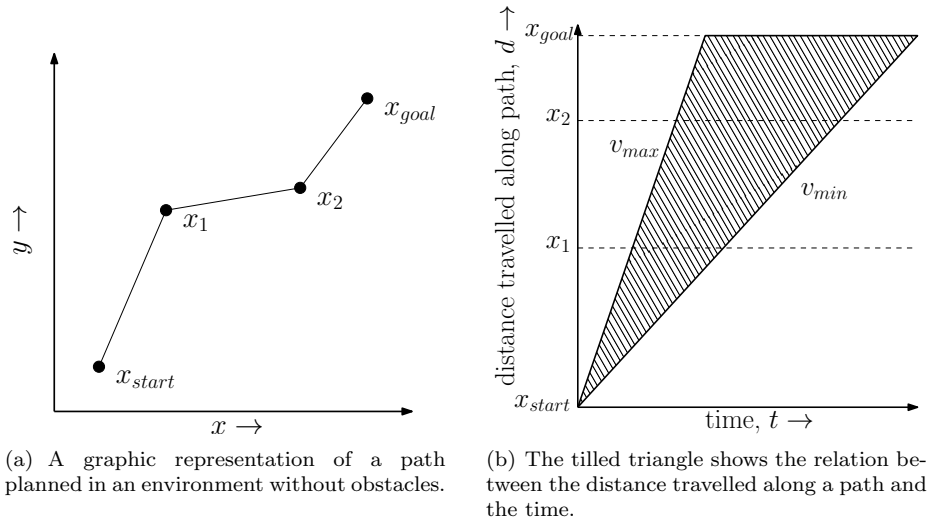 y →
x_goal
x_1
x_2
x_start
x →
(a) A graphic representation of a path
planned in an environment without obstacles.
distance travelled along path, d →
x_goal
x_2
v_max
v_min
x_1
x_start
time, t →
(b) The tilled triangle shows the relation be-
tween the distance travelled along a path and
the time.